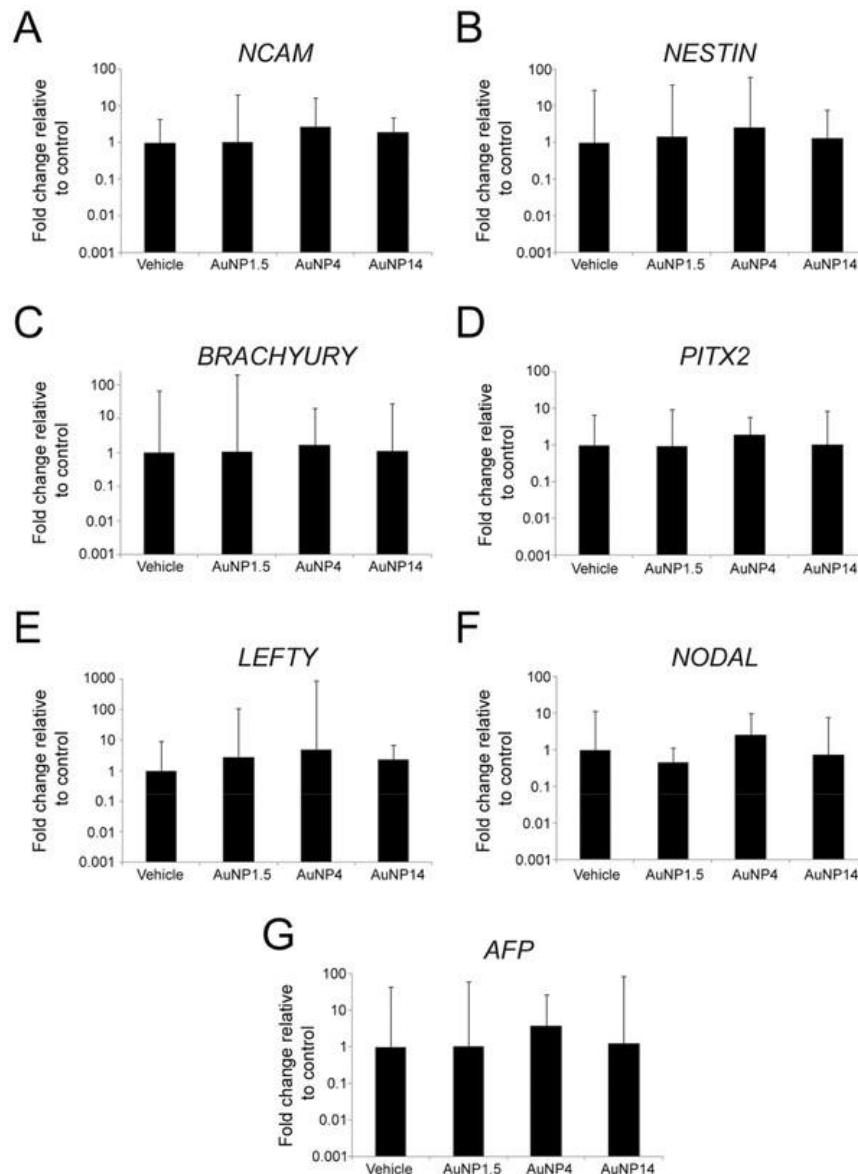 A
NCAM
Fold change relative
to control
100
10
1
0.1
0.01
0.001
Vehicle AuNP1.5 AuNP4 AuNP14
B
NESTIN
Fold change relative
to control
100
10
1
0.1
0.01
0.001
Vehicle AuNP1.5 AuNP4 AuNP14
C
BRACHYURY
Fold change relative
to control
100
10
1
0.1
0.01
0.001
Vehicle AuNP1.5 AuNP4 AuNP14
D
PITX2
Fold change relative
to control
100
10
1
0.1
0.01
0.001
Vehicle AuNP1.5 AuNP4 AuNP14
E
LEFTY
Fold change relative
to control
1000
100
10
1
0.1
0.01
0.001
Vehicle AuNP1.5 AuNP4 AuNP14
F
NODAL
Fold change relative
to control
100
10
1
0.1
0.01
0.001
Vehicle AuNP1.5 AuNP4 AuNP14
G
AFP
Fold change relative
to control
100
10
1
0.1
0.01
0.001
Vehicle AuNP1.5 AuNP4 AuNP14